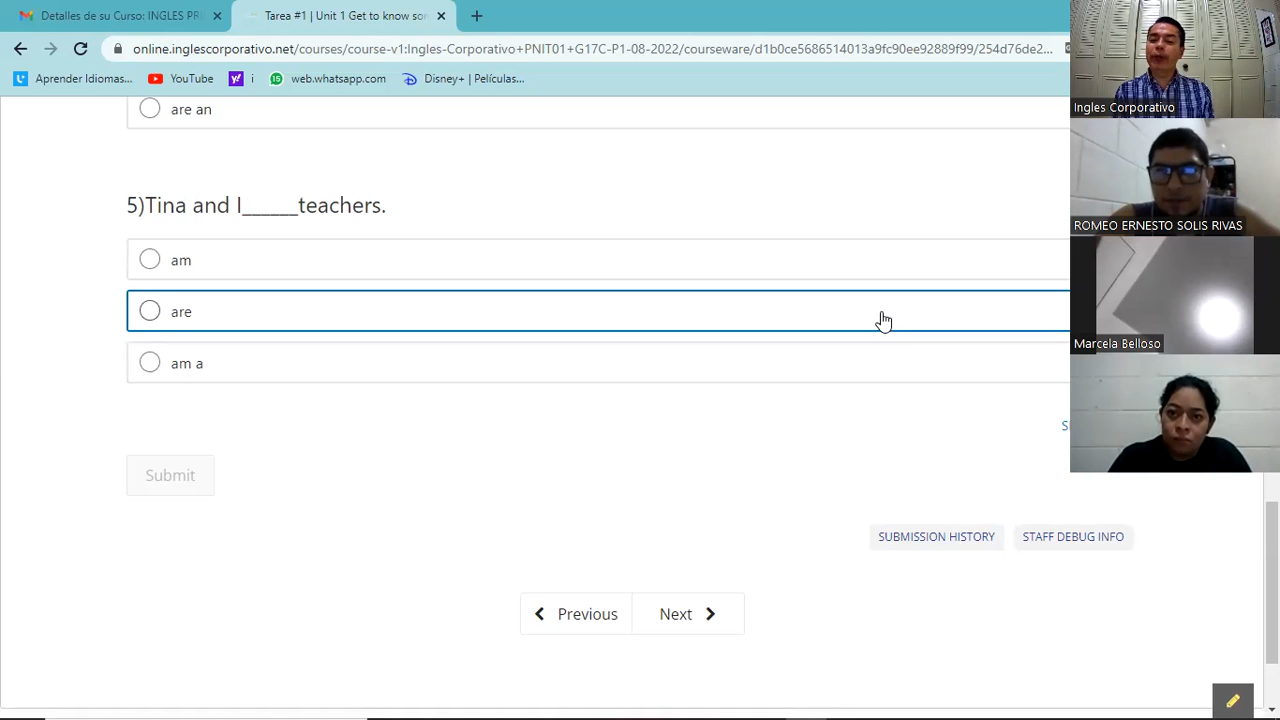 Detalles de su Curso: INGLES PR
Tarea #1 | Unit 1 Get to know
online.inglescorporativo.net/courses/course-v1:Ingles-Corporativo+PNIT01+G17C-P1-08-2022/courseware/
Aprender Idiomas...
YouTube
i
web.whatsapp.com
Disney+ | Películas...
are an
5)Tina and I______teachers.
am
are
am a
S
Submit
SUBMISSION HISTORY
STAFF DEBUG INFO
Previous
Next
Ingles Corporativo
ROMEO ERNESTO SOLIS RIVAS
Marcela Belloso